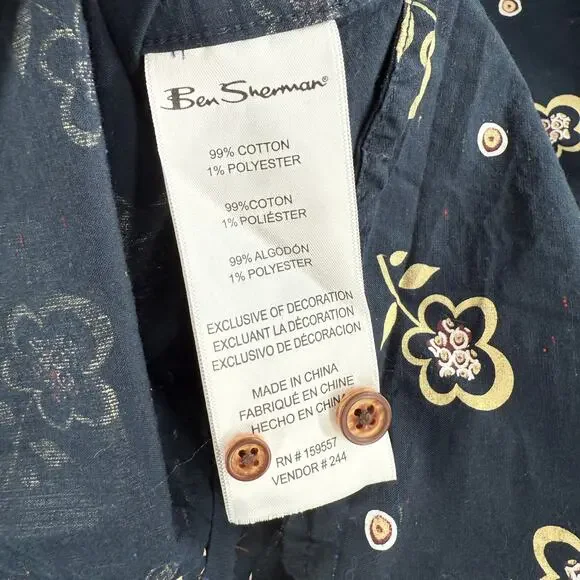 Ben Sherman®
99% COTTON
1% POLYESTER
99%COTON
1% POLIÉSTER
99% ALGODÓN
1% POLYESTER
EXCLUSIVE OF DECORATION
EXCLUANT LA DÉCORATION
EXCLUSIVO DE DECORACION
MADE IN CHINA
FABRIQUÉ EN CHINE
HECHO EN CHINA
RN # 159557
VENDOR # 244